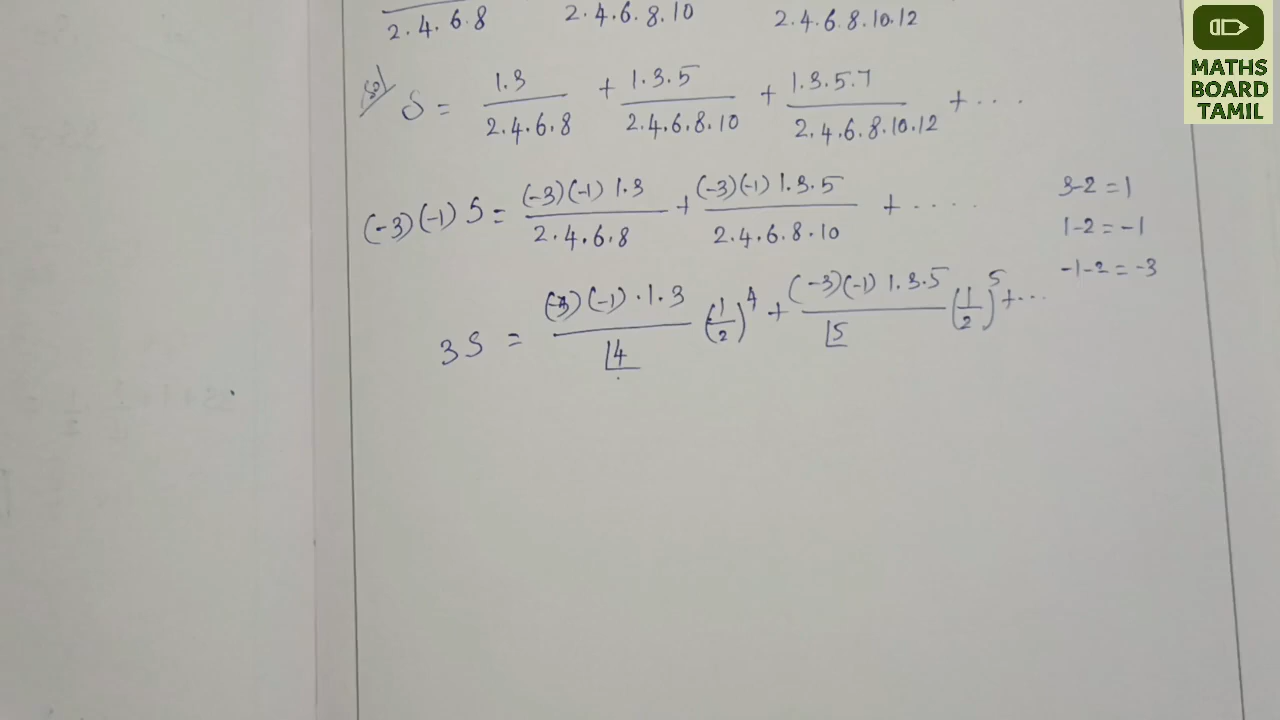 2.4.6.8 2.4.6.8.10 2.4.6.8.10.12
Sol S = 1.3/2.4.6.8 + 1.3.5/2.4.6.8.10 + 1.3.5.7/2.4.6.8.10.12 + ...
(-3)(-1) S = (-3)(-1) 1.3/2.4.6.8 + (-3)(-1) 1.3.5/2.4.6.8.10 + ....
3-2 = 1
1-2 = -1
-1-2 = -3
3S = (-3)(-1).1.3/⌊4 (1/2)^4 + (-3)(-1) 1.3.5/⌊5 (1/2)^5 + ...
MATHS
BOARD
TAMIL